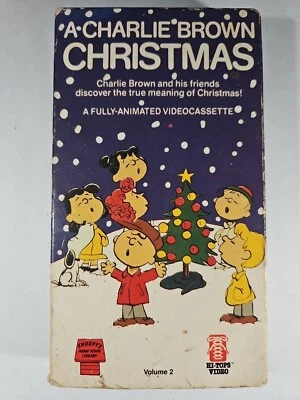 A·CHARLIE BROWN
CHRISTMAS
Charlie Brown and his friends
discover the true meaning of Christmas!
A FULLY-ANIMATED VIDEOCASSETTE
SNOOPY'S
HOME VIDEO
LIBRARY
Volume 2
HI-TOPS
VIDEO